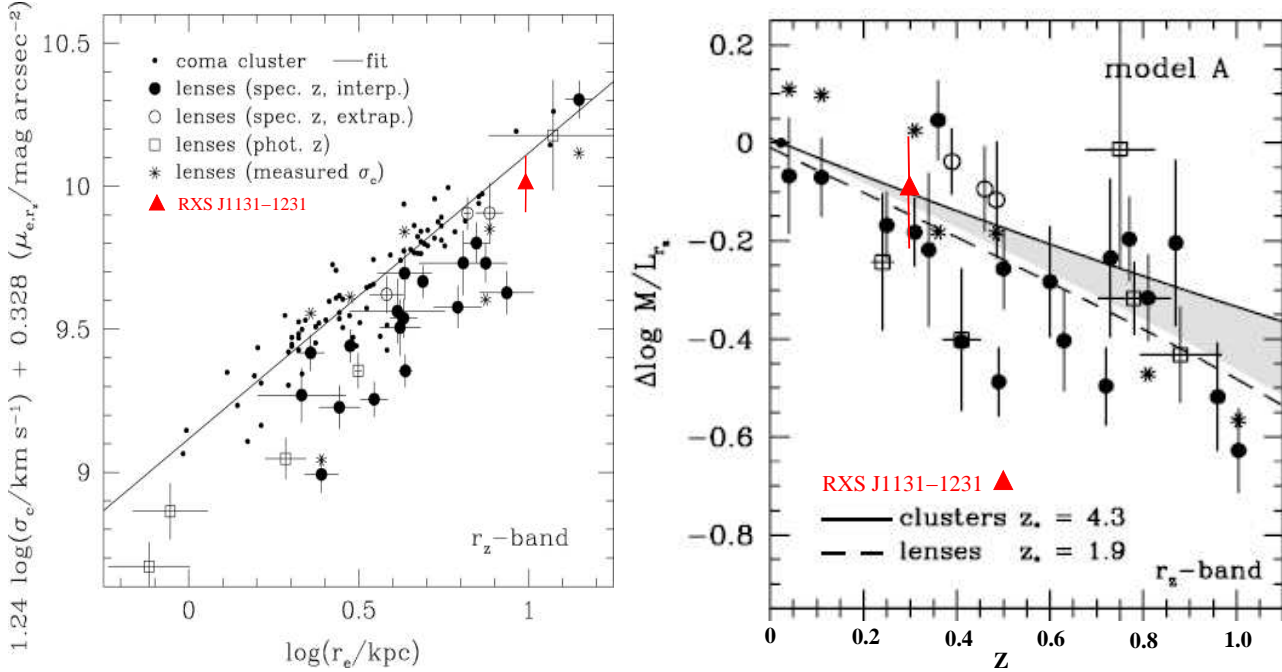 1.24 log(σc/km s⁻¹) + 0.328 (μe,rz/mag arcsec⁻²)
10.5
10
9.5
9
coma cluster fit
lenses (spec. z, interp.)
lenses (spec. z, extrap.)
lenses (phot. z)
lenses (measured σc)
RXS J1131–1231
rz-band
0 0.5 1
log(re/kpc)
Δlog M/Lrz
0.2
0
−0.2
−0.4
−0.6
−0.8
model A
RXS J1131–1231
clusters z* = 4.3
lenses z* = 1.9
rz-band
0 0.2 0.4 0.6 0.8 1.0
Z